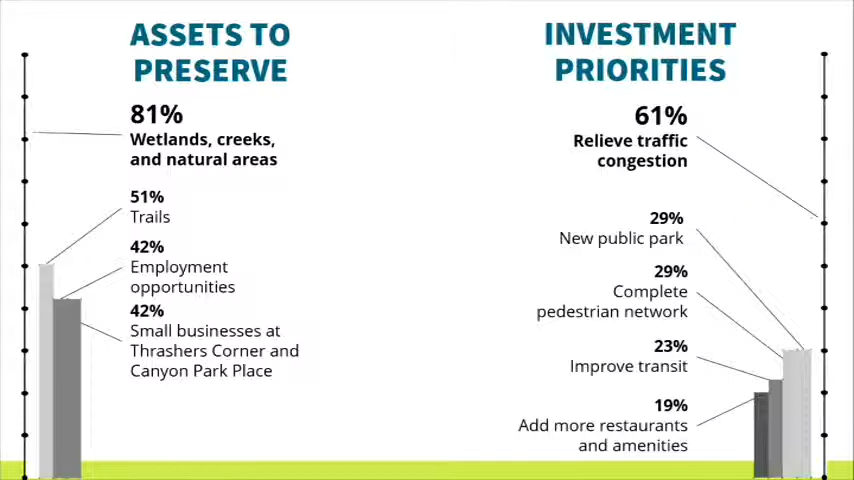 ASSETS TO
PRESERVE
81%
Wetlands, creeks,
and natural areas
51%
Trails
42%
Employment
opportunities
42%
Small businesses at
Thrashers Corner and
Canyon Park Place
INVESTMENT
PRIORITIES
61%
Relieve traffic
congestion
29%
New public park
29%
Complete
pedestrian network
23%
Improve transit
19%
Add more restaurants
and amenities